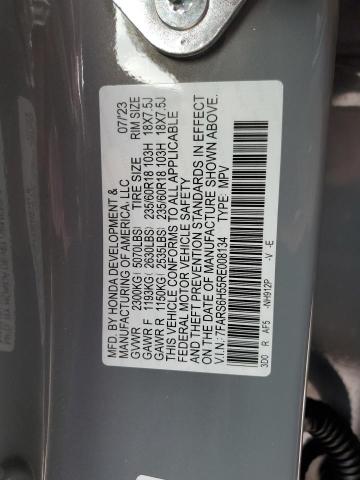 MFD. BY HONDA DEVELOPMENT & 07/'23
MANUFACTURING OF AMERICA, LLC
TIRE SIZE RIM SIZE
GVWR 2300KG( 5070LBS)
GAWR F 1193KG( 2630LBS) 235/60R18 103H 18X7.5J
GAWR R 1150KG( 2535LBS) 235/60R18 103H 18X7.5J
THIS VEHICLE CONFORMS TO ALL APPLICABLE
FEDERAL MOTOR VEHICLE SAFETY
AND THEFT PREVENTION STANDARDS IN EFFECT
ON THE DATE OF MANUFACTURE SHOWN ABOVE.
V.I.N.: 7FARS6H55RE008134 TYPE: MPV
3D0 R AF5 -NH912P -V -E